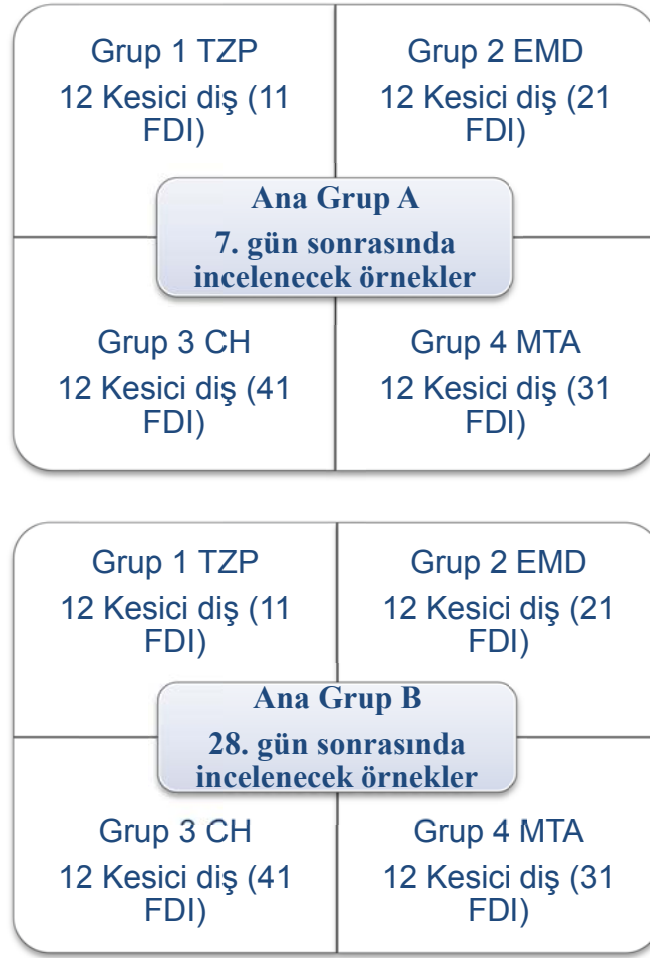 Grup 1 TZP
12 Kesici diş (11
FDI)
Grup 2 EMD
12 Kesici diş (21
FDI)
Ana Grup A
7. gün sonrasında
incelenecek örnekler
Grup 3 CH
12 Kesici diş (41
FDI)
Grup 4 MTA
12 Kesici diş (31
FDI)
Grup 1 TZP
12 Kesici diş (11
FDI)
Grup 2 EMD
12 Kesici diş (21
FDI)
Ana Grup B
28. gün sonrasında
incelenecek örnekler
Grup 3 CH
12 Kesici diş (41
FDI)
Grup 4 MTA
12 Kesici diş (31
FDI)